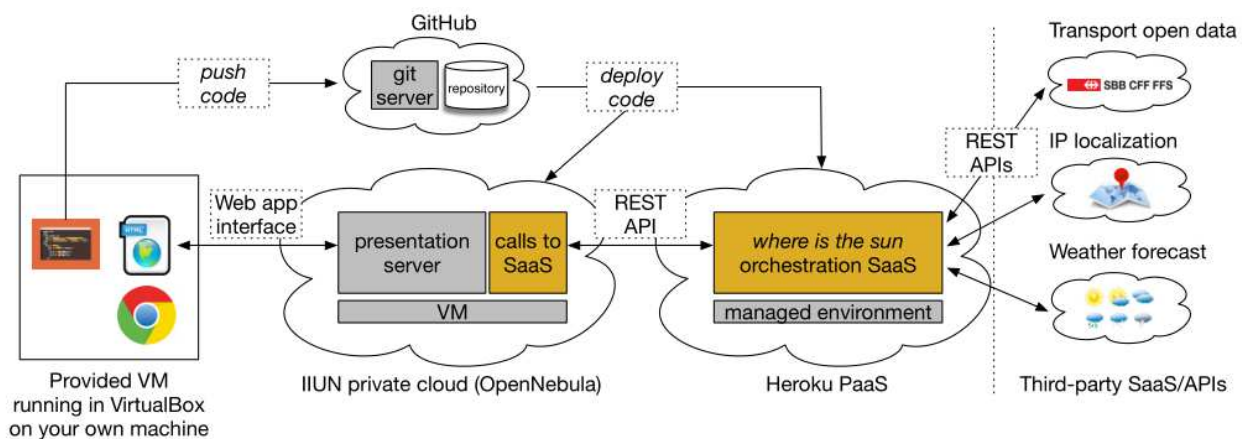 GitHub
push
code
git
server
repository
deploy
code
Transport open data
SBB CFF FFS
REST
APIs
IP localization
HTML
Web app
interface
presentation
server
calls to
SaaS
VM
REST
API
where is the sun
orchestration SaaS
managed environment
Weather forecast
Provided VM
running in VirtualBox
on your own machine
IIUN private cloud (OpenNebula)
Heroku PaaS
Third-party SaaS/APIs